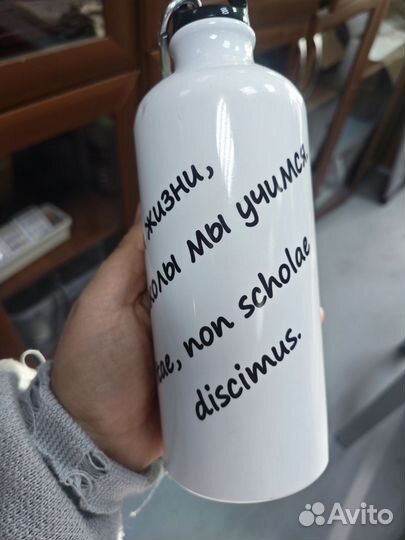 жизни,
мы учимся.
non scholae
discimus.
Avito